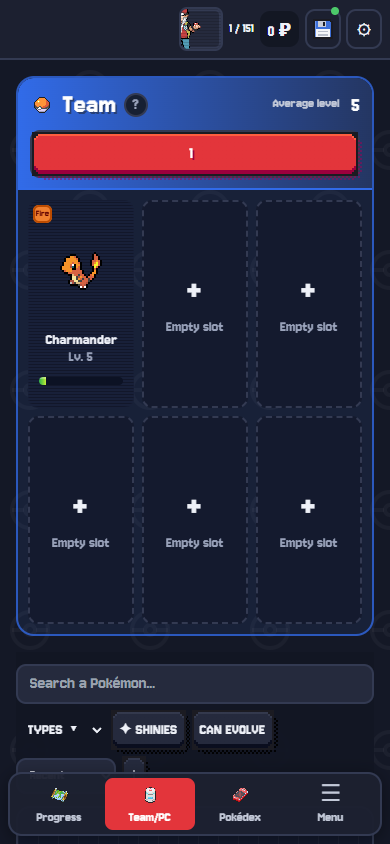 1 / 151
0 ₽
Team
?
Average level 5
1
Fire
Charmander
Lv. 5
Empty slot
Empty slot
Empty slot
Empty slot
Empty slot
Search a Pokémon...
TYPES
SHINIES
CAN EVOLVE
Progress
Team/PC
Pokédex
Menu